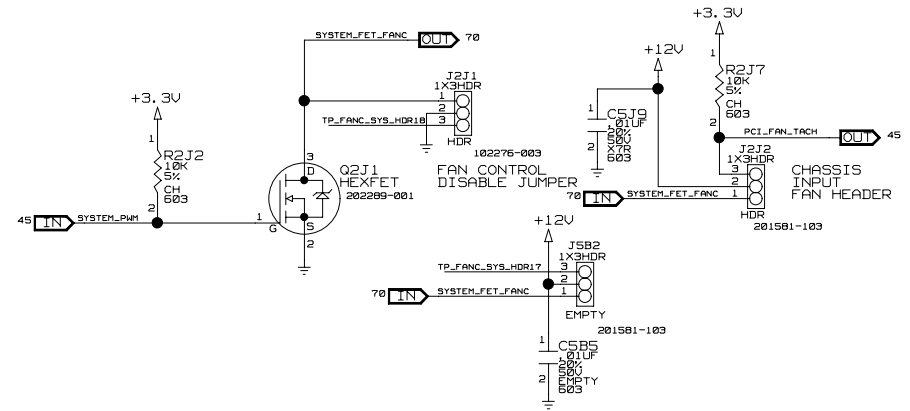 SYSTEM_FET_FANC
OUT
70
+3.3V
1
R2J2
10K
5%
CH
603
2
45
IN
SYSTEM_PWM
1
G
3
D
S
2
Q2J1
HEXFET
202289-001
J2J1
1X3HDR
1
2
3
TP_FANC_SYS_HDR18
HDR
102276-003
FAN CONTROL
DISABLE JUMPER
+12V
1
C5J9
.01UF
20%
50V
X7R
603
2
+3.3V
1
R2J7
10K
5%
CH
603
2
PCI_FAN_TACH
OUT
45
J2J2
1X3HDR
3
2
1
70
IN
SYSTEM_FET_FANC
HDR
201581-103
CHASSIS
INPUT
FAN HEADER
+12V
J5B2
1X3HDR
TP_FANC_SYS_HDR17
3
2
1
70
IN
SYSTEM_FET_FANC
EMPTY
201581-103
1
C5B5
.01UF
20%
50V
EMPTY
603
2